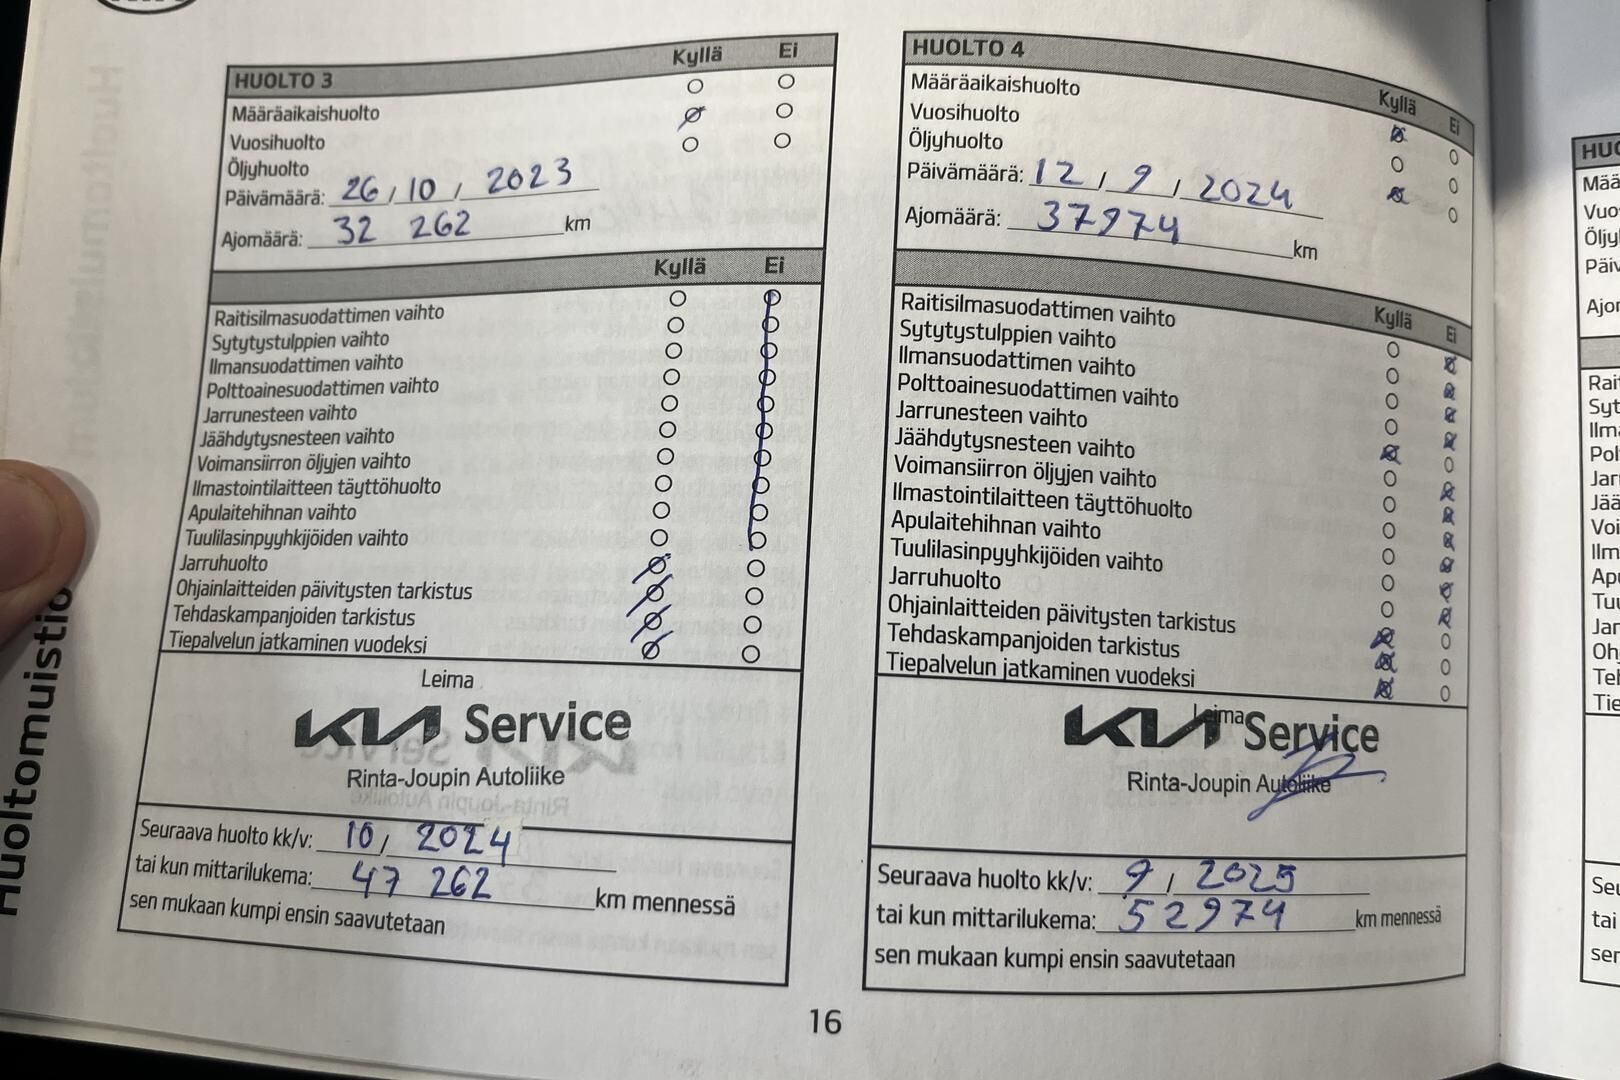 Huoltomuistio
HUOLTO 3 Kyllä Ei
Määräaikaishuolto
Vuosihuolto
Öljyhuolto
Päivämäärä: 26 / 10 / 2023
Ajomäärä: 32 262 km
Kyllä Ei
Raitisilmasuodattimen vaihto
Sytytystulppien vaihto
Ilmansuodattimen vaihto
Polttoainesuodattimen vaihto
Jarrunesteen vaihto
Jäähdytysnesteen vaihto
Voimansiirron öljyjen vaihto
Ilmastointilaitteen täyttöhuolto
Apulaitehihnan vaihto
Tuulilasinpyyhkijöiden vaihto
Jarruhuolto
Ohjainlaitteiden päivitysten tarkistus
Tehdaskampanjoiden tarkistus
Tiepalvelun jatkaminen vuodeksi
Leima
KIA Service
Rinta-Joupin Autoliike
Seuraava huolto kk/v: 10 / 2024
tai kun mittarilukema: 47 262 km mennessä
sen mukaan kumpi ensin saavutetaan
HUOLTO 4 Kyllä Ei
Määräaikaishuolto
Vuosihuolto
Öljyhuolto
Päivämäärä: 12 / 9 / 2024
Ajomäärä: 37974 km
Kyllä Ei
Raitisilmasuodattimen vaihto
Sytytystulppien vaihto
Ilmansuodattimen vaihto
Polttoainesuodattimen vaihto
Jarrunesteen vaihto
Jäähdytysnesteen vaihto
Voimansiirron öljyjen vaihto
Ilmastointilaitteen täyttöhuolto
Apulaitehihnan vaihto
Tuulilasinpyyhkijöiden vaihto
Jarruhuolto
Ohjainlaitteiden päivitysten tarkistus
Tehdaskampanjoiden tarkistus
Tiepalvelun jatkaminen vuodeksi
Leima
KIA Service
Rinta-Joupin Autoliike
Seuraava huolto kk/v: 9 / 2025
tai kun mittarilukema: 52974 km mennessä
sen mukaan kumpi ensin saavutetaan
16